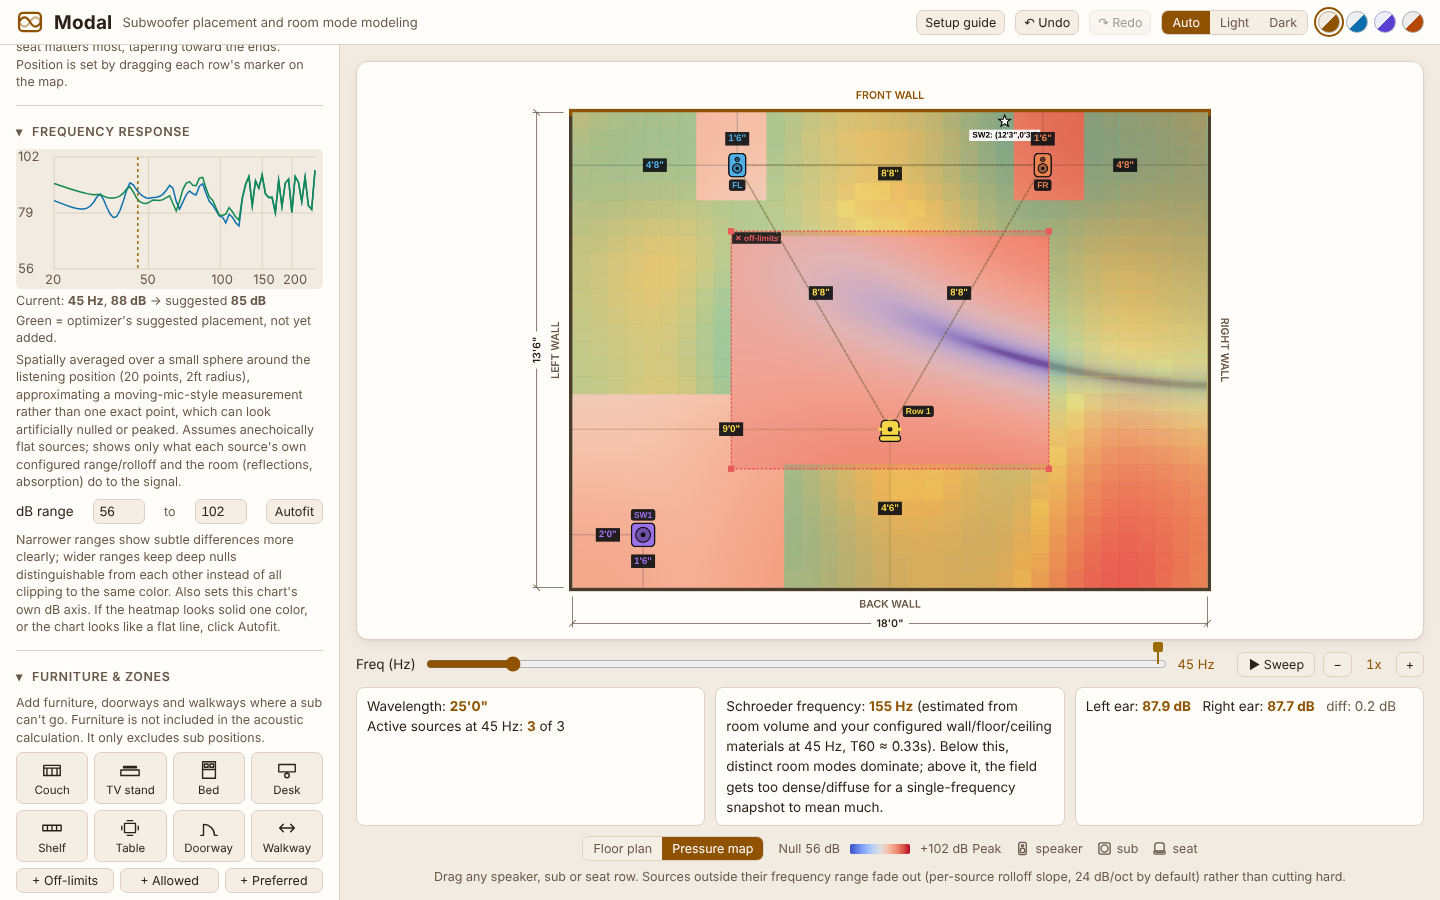 Modal
Subwoofer placement and room mode modeling
Setup guide
↶ Undo
↷ Redo
Auto
Light
Dark
seat matters most, tapering toward the ends.
Position is set by dragging each row's marker on
the map.
▼ FREQUENCY RESPONSE
102
79
56
20
50
100
150
200
Current: 45 Hz, 88 dB → suggested 85 dB
Green = optimizer's suggested placement, not yet
added.
Spatially averaged over a small sphere around the
listening position (20 points, 2ft radius),
approximating a moving-mic-style measurement
rather than one exact point, which can look
artificially nulled or peaked. Assumes anechoically
flat sources; shows only what each source's own
configured range/rolloff and the room (reflections,
absorption) do to the signal.
dB range
56
to
102
Autofit
Narrower ranges show subtle differences more
clearly; wider ranges keep deep nulls
distinguishable from each other instead of all
clipping to the same color. Also sets this chart's
own dB axis. If the heatmap looks solid one color,
or the chart looks like a flat line, click Autofit.
▼ FURNITURE & ZONES
Add furniture, doorways and walkways where a sub
can't go. Furniture is not included in the acoustic
calculation. It only excludes sub positions.
Couch
TV stand
Bed
Desk
Shelf
Table
Doorway
Walkway
+ Off-limits
+ Allowed
+ Preferred
FRONT WALL
SW2: (12'3",0'3
1'6"
1'6"
4'8"
8'8"
4'8"
FL
FR
✕ off-limits
8'8"
8'8"
13'6"
LEFT WALL
RIGHT WALL
Row 1
9'0"
4'6"
SW1
2'0"
1'6"
BACK WALL
18'0"
Freq (Hz)
45 Hz
▶ Sweep
−
1x
+
Wavelength: 25'0"
Active sources at 45 Hz: 3 of 3
Schroeder frequency: 155 Hz (estimated from
room volume and your configured wall/floor/ceiling
materials at 45 Hz, T60 ≈ 0.33s). Below this,
distinct room modes dominate; above it, the field
gets too dense/diffuse for a single-frequency
snapshot to mean much.
Left ear: 87.9 dB Right ear: 87.7 dB diff: 0.2 dB
Floor plan
Pressure map
Null 56 dB
+102 dB Peak
speaker
sub
seat
Drag any speaker, sub or seat row. Sources outside their frequency range fade out (per-source rolloff slope, 24 dB/oct by default) rather than cutting hard.